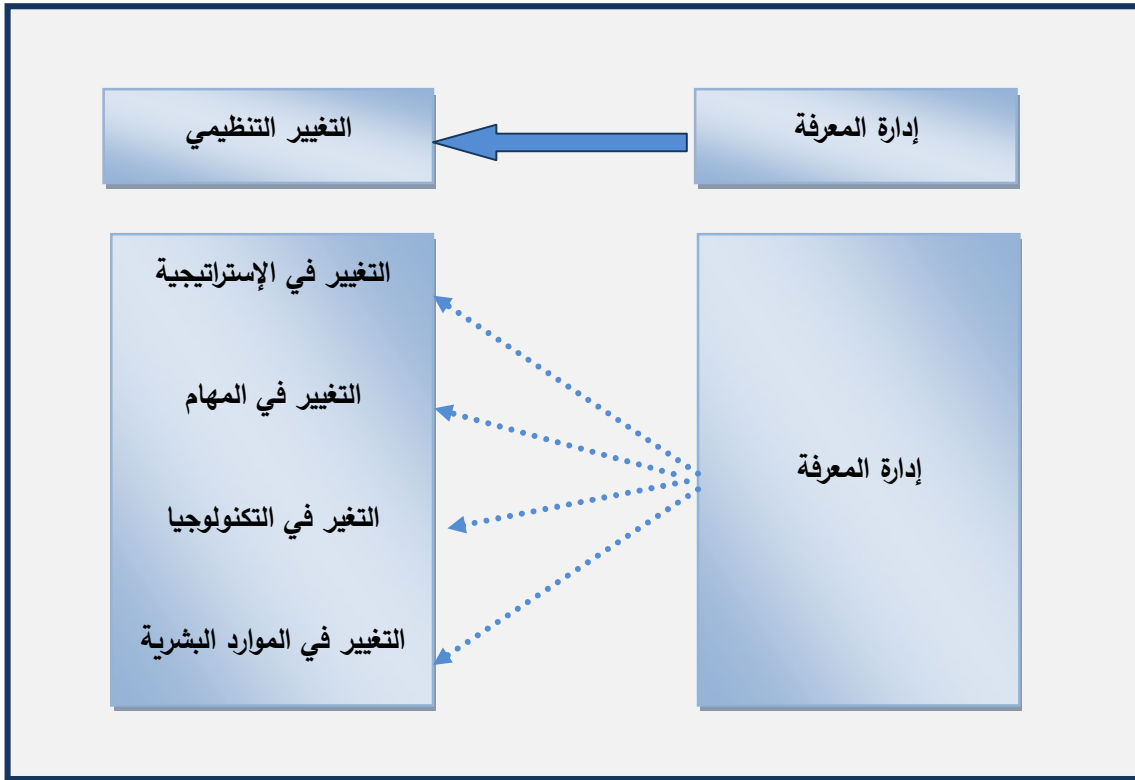 إدارة المعرفة
التغيير التنظيمي
إدارة المعرفة
التغيير في الإستراتيجية
التغيير في المهام
التغير في التكنولوجيا
التغيير في الموارد البشرية